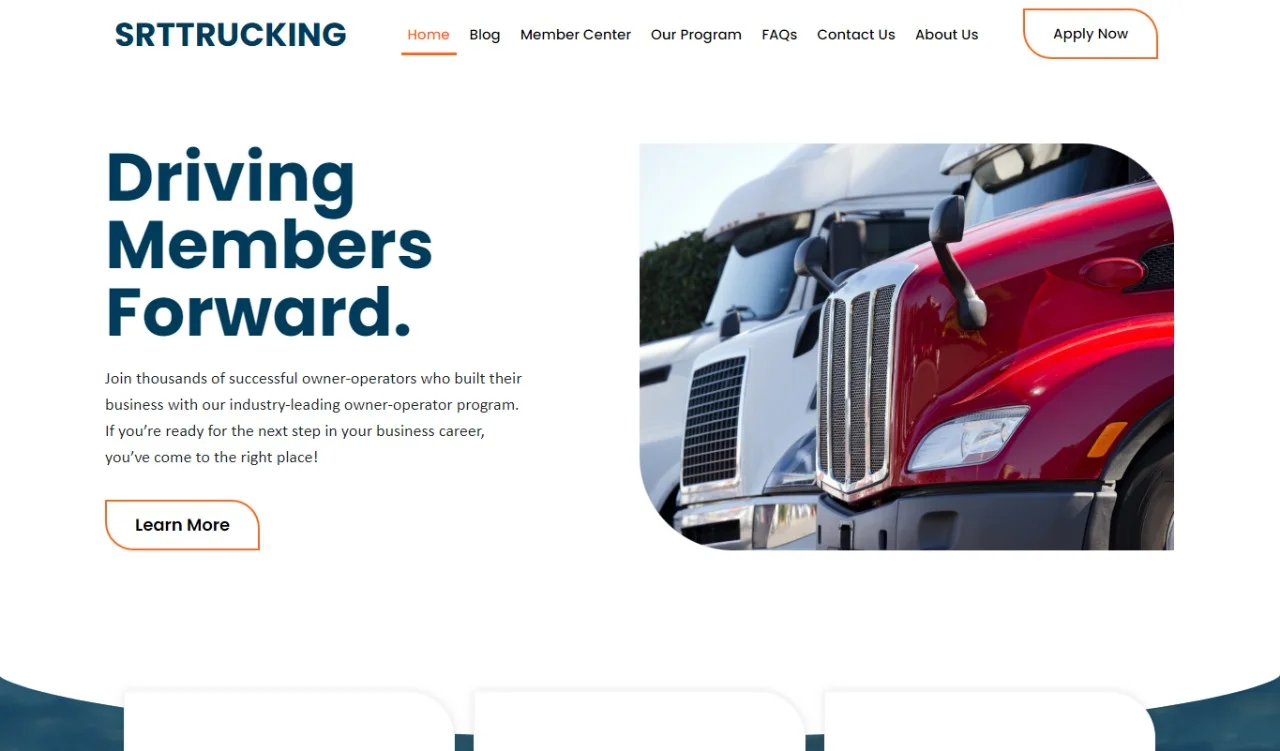 SRTTRUCKING
Home Blog Member Center Our Program FAQs Contact Us About Us Apply Now
Driving
Members
Forward.
Join thousands of successful owner-operators who built their
business with our industry-leading owner-operator program.
If you’re ready for the next step in your business career,
you’ve come to the right place!
Learn More